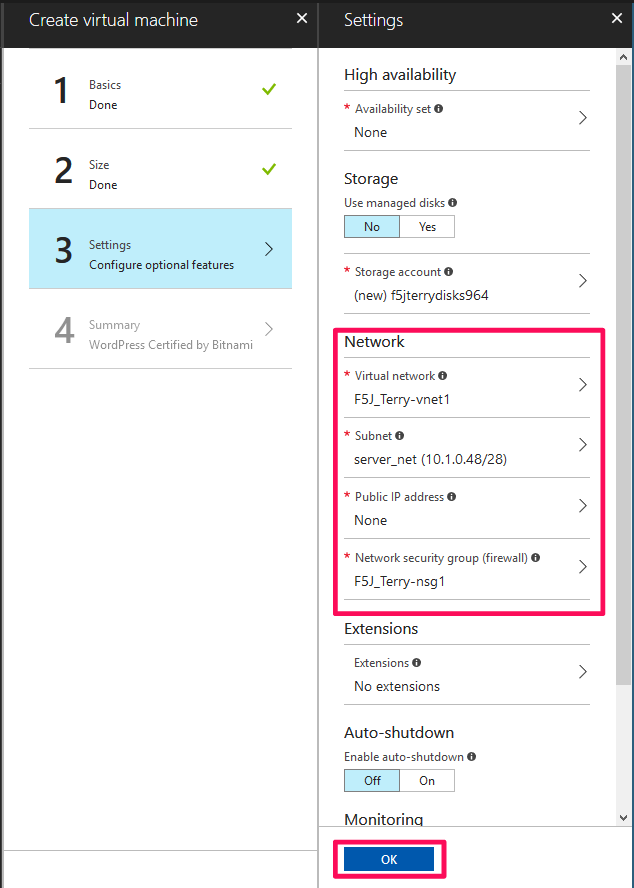 Create virtual machine
1
Basics
Done
2
Size
Done
3
Settings
Configure optional features
4
Summary
WordPress Certified by Bitnami
Settings
High availability
* Availability set
None
Storage
Use managed disks
No Yes
* Storage account
(new) f5jterrydisks964
Network
* Virtual network
F5J_Terry-vnet1
* Subnet
server_net (10.1.0.48/28)
* Public IP address
None
* Network security group (firewall)
F5J_Terry-nsg1
Extensions
Extensions
No extensions
Auto-shutdown
Enable auto-shutdown
Off On
Monitoring
OK